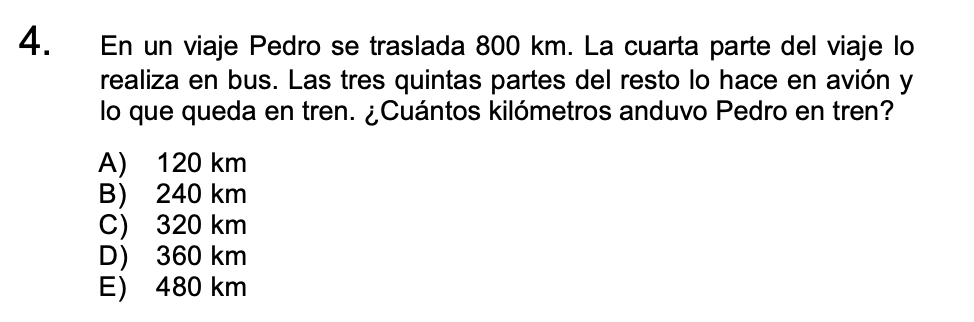 4. En un viaje Pedro se traslada 800 km. La cuarta parte del viaje lo
realiza en bus. Las tres quintas partes del resto lo hace en avión y
lo que queda en tren. ¿Cuántos kilómetros anduvo Pedro en tren?
A) 120 km
B) 240 km
C) 320 km
D) 360 km
E) 480 km